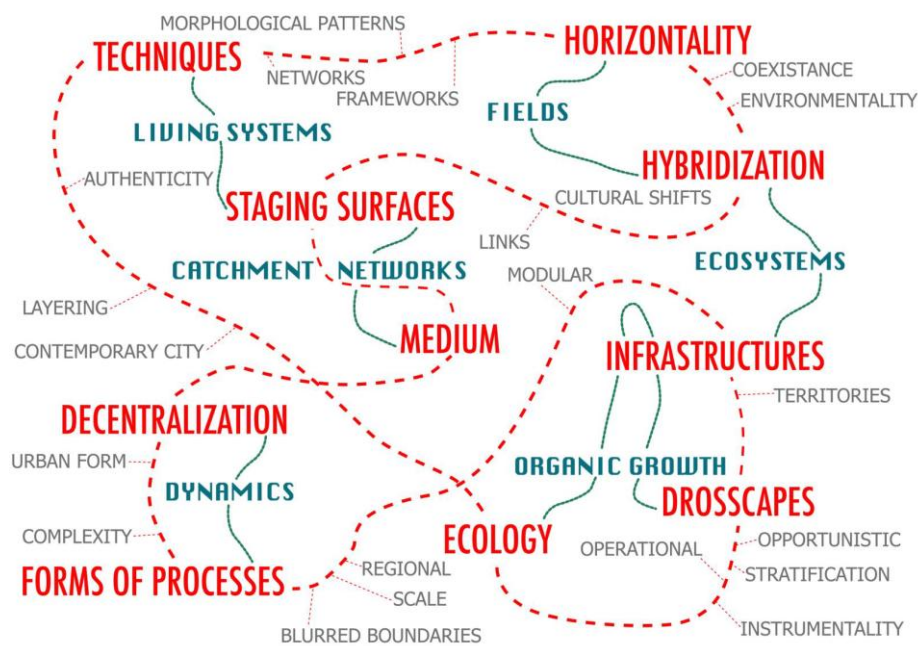 MORPHOLOGICAL PATTERNS
TECHNIQUES
HORIZONTALITY
NETWORKS
FRAMEWORKS
COEXISTANCE
ENVIRONMENTALITY
FIELDS
LIVING SYSTEMS
HYBRIDIZATION
AUTHENTICITY
CULTURAL SHIFTS
STAGING SURFACES
LINKS
CATCHMENT NETWORKS
ECOSYSTEMS
MODULAR
LAYERING
MEDIUM
CONTEMPORARY CITY
INFRASTRUCTURES
TERRITORIES
DECENTRALIZATION
URBAN FORM
ORGANIC GROWTH
DYNAMICS
DROSSCAPES
COMPLEXITY
ECOLOGY
OPERATIONAL
OPPORTUNISTIC
FORMS OF PROCESSES
REGIONAL
STRATIFICATION
SCALE
INSTRUMENTALITY
BLURRED BOUNDARIES